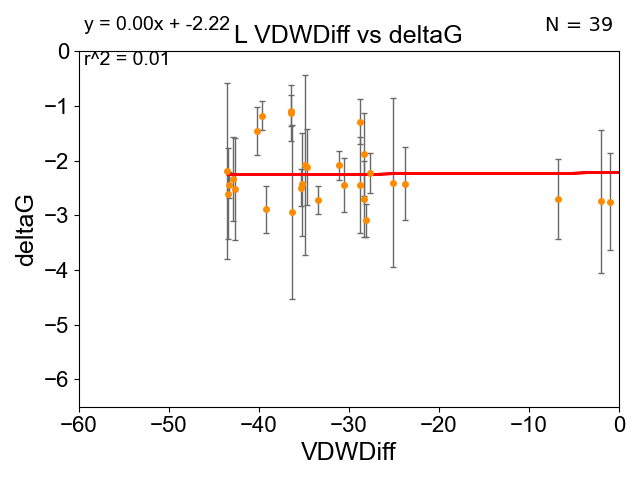 y = 0.00x + -2.22
N = 39
L VDWDiff vs deltaG
r^2 = 0.01
0
−1
−2
−3
−4
−5
−6
deltaG
−60
−50
−40
−30
−20
−10
0
VDWDiff